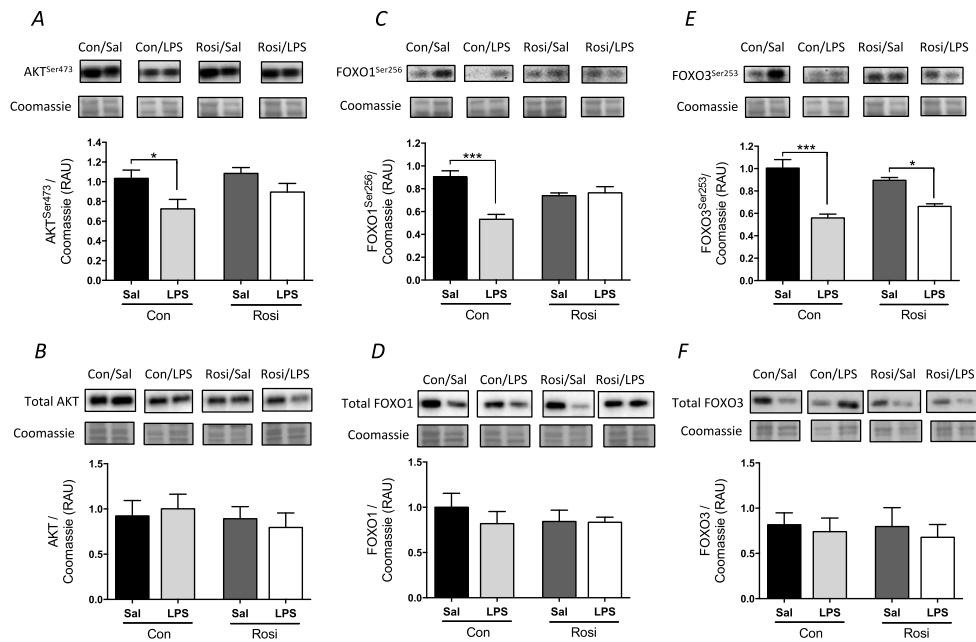 A
Con/Sal Con/LPS Rosi/Sal Rosi/LPS
AKTSer473
Coomassie
AKTSer473/
Coomassie (RAU)
1.4
1.2
1.0
0.8
0.6
0.4
0.2
0.0
*
Sal LPS Sal LPS
Con Rosi
C
Con/Sal Con/LPS Rosi/Sal Rosi/LPS
FOXO1Ser256
Coomassie
FOXO1Ser256/
Coomassie (RAU)
1.2
1.0
0.8
0.6
0.4
0.2
0.0
***
Sal LPS Sal LPS
Con Rosi
E
Con/Sal Con/LPS Rosi/Sal Rosi/LPS
FOXO3Ser253
Coomassie
FOXO3Ser253/
Coomassie (RAU)
1.2
1.0
0.8
0.6
0.4
0.2
0.0
***
*
Sal LPS Sal LPS
Con Rosi
B
Con/Sal Con/LPS Rosi/Sal Rosi/LPS
Total AKT
Coomassie
AKT /
Coomassie (RAU)
1.5
1.0
0.5
0.0
Sal LPS Sal LPS
Con Rosi
D
Con/Sal Con/LPS Rosi/Sal Rosi/LPS
Total FOXO1
Coomassie
FOXO1 /
Coomassie (RAU)
1.5
1.0
0.5
0.0
Sal LPS Sal LPS
Con Rosi
F
Con/Sal Con/LPS Rosi/Sal Rosi/LPS
Total FOXO3
Coomassie
FOXO3 /
Coomassie (RAU)
1.5
1.0
0.5
0.0
Sal LPS Sal LPS
Con Rosi